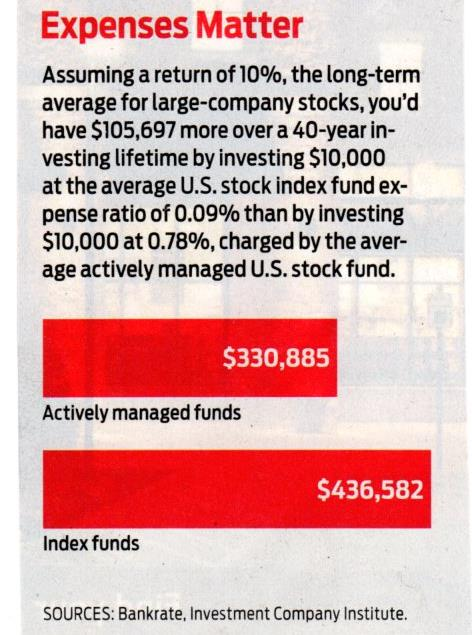 Expenses Matter
Assuming a return of 10%, the long-term
average for large-company stocks, you'd
have $105,697 more over a 40-year in-
vesting lifetime by investing $10,000
at the average U.S. stock index fund ex-
pense ratio of 0.09% than by investing
$10,000 at 0.78%, charged by the aver-
age actively managed U.S. stock fund.
$330,885
Actively managed funds
$436,582
Index funds
SOURCES: Bankrate, Investment Company Institute.